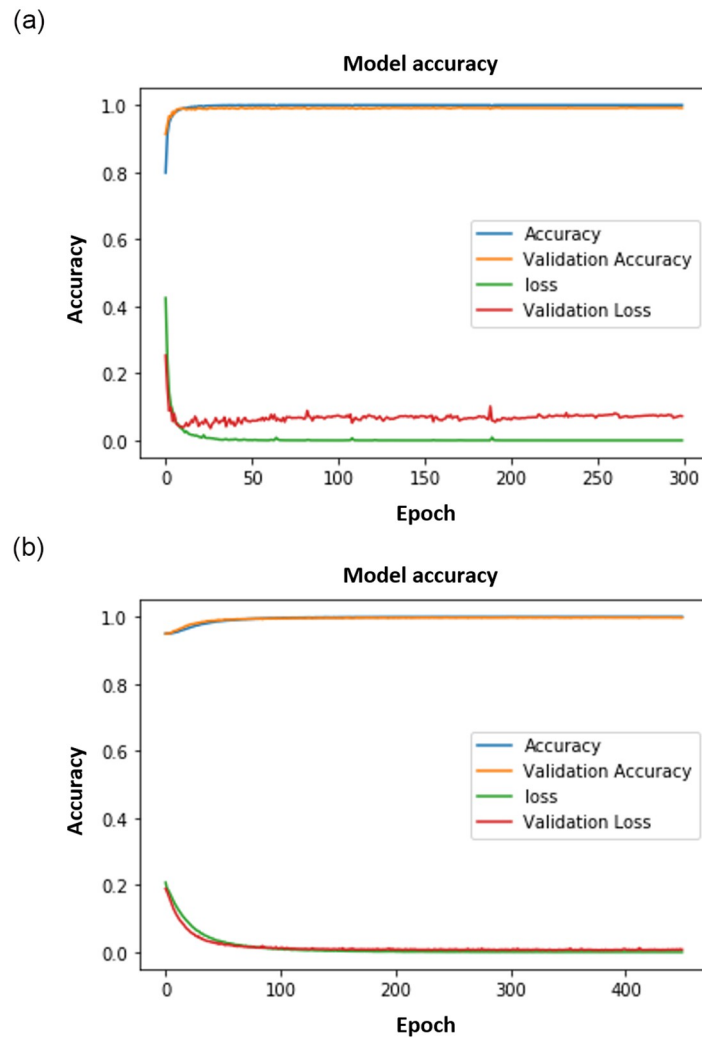 (a)
Model accuracy
1.0
0.8
0.6
0.4
0.2
0.0
Accuracy
Accuracy
Validation Accuracy
loss
Validation Loss
0 50 100 150 200 250 300
Epoch
(b)
Model accuracy
1.0
0.8
0.6
0.4
0.2
0.0
Accuracy
Accuracy
Validation Accuracy
loss
Validation Loss
0 100 200 300 400
Epoch